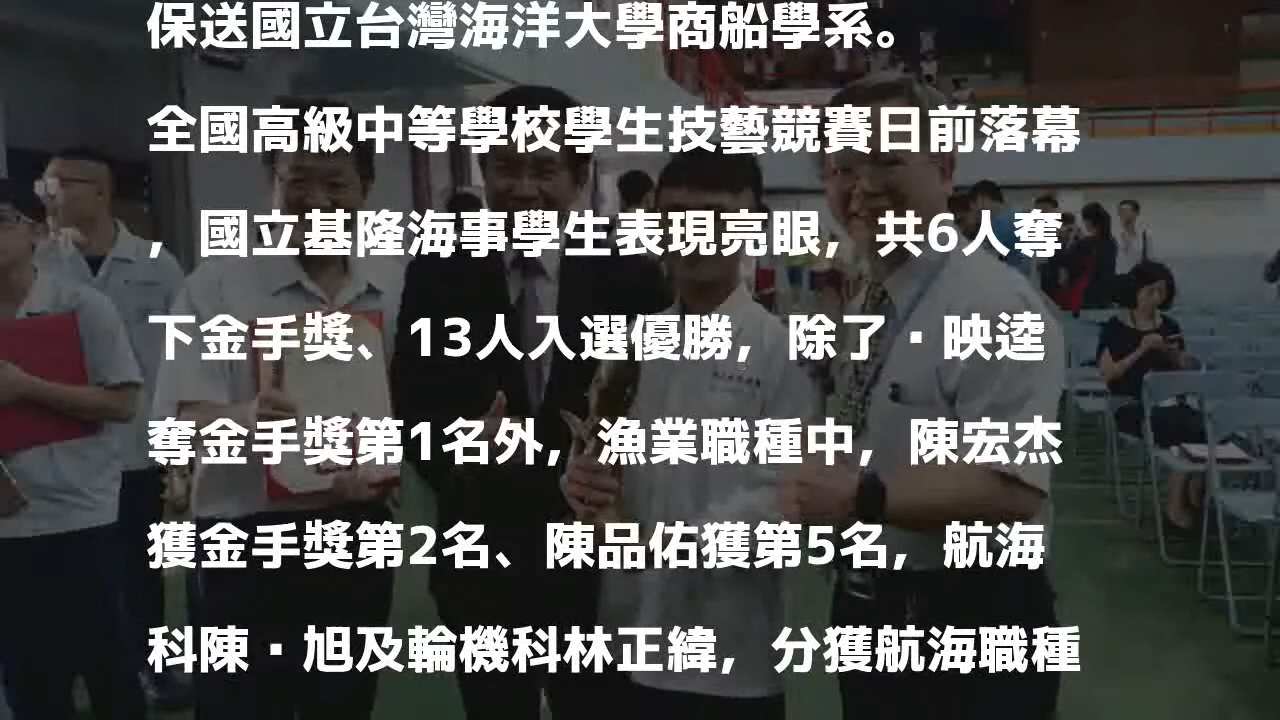 保送國立台灣海洋大學商船學系。
全國高級中等學校學生技藝競賽日前落幕
，國立基隆海事學生表現亮眼，共6人奪
下金手獎、13人入選優勝，除了·映逵
奪金手獎第1名外，漁業職種中，陳宏杰
獲金手獎第2名、陳品佑獲第5名，航海
科陳·旭及輪機科林正緯，分獲航海職種